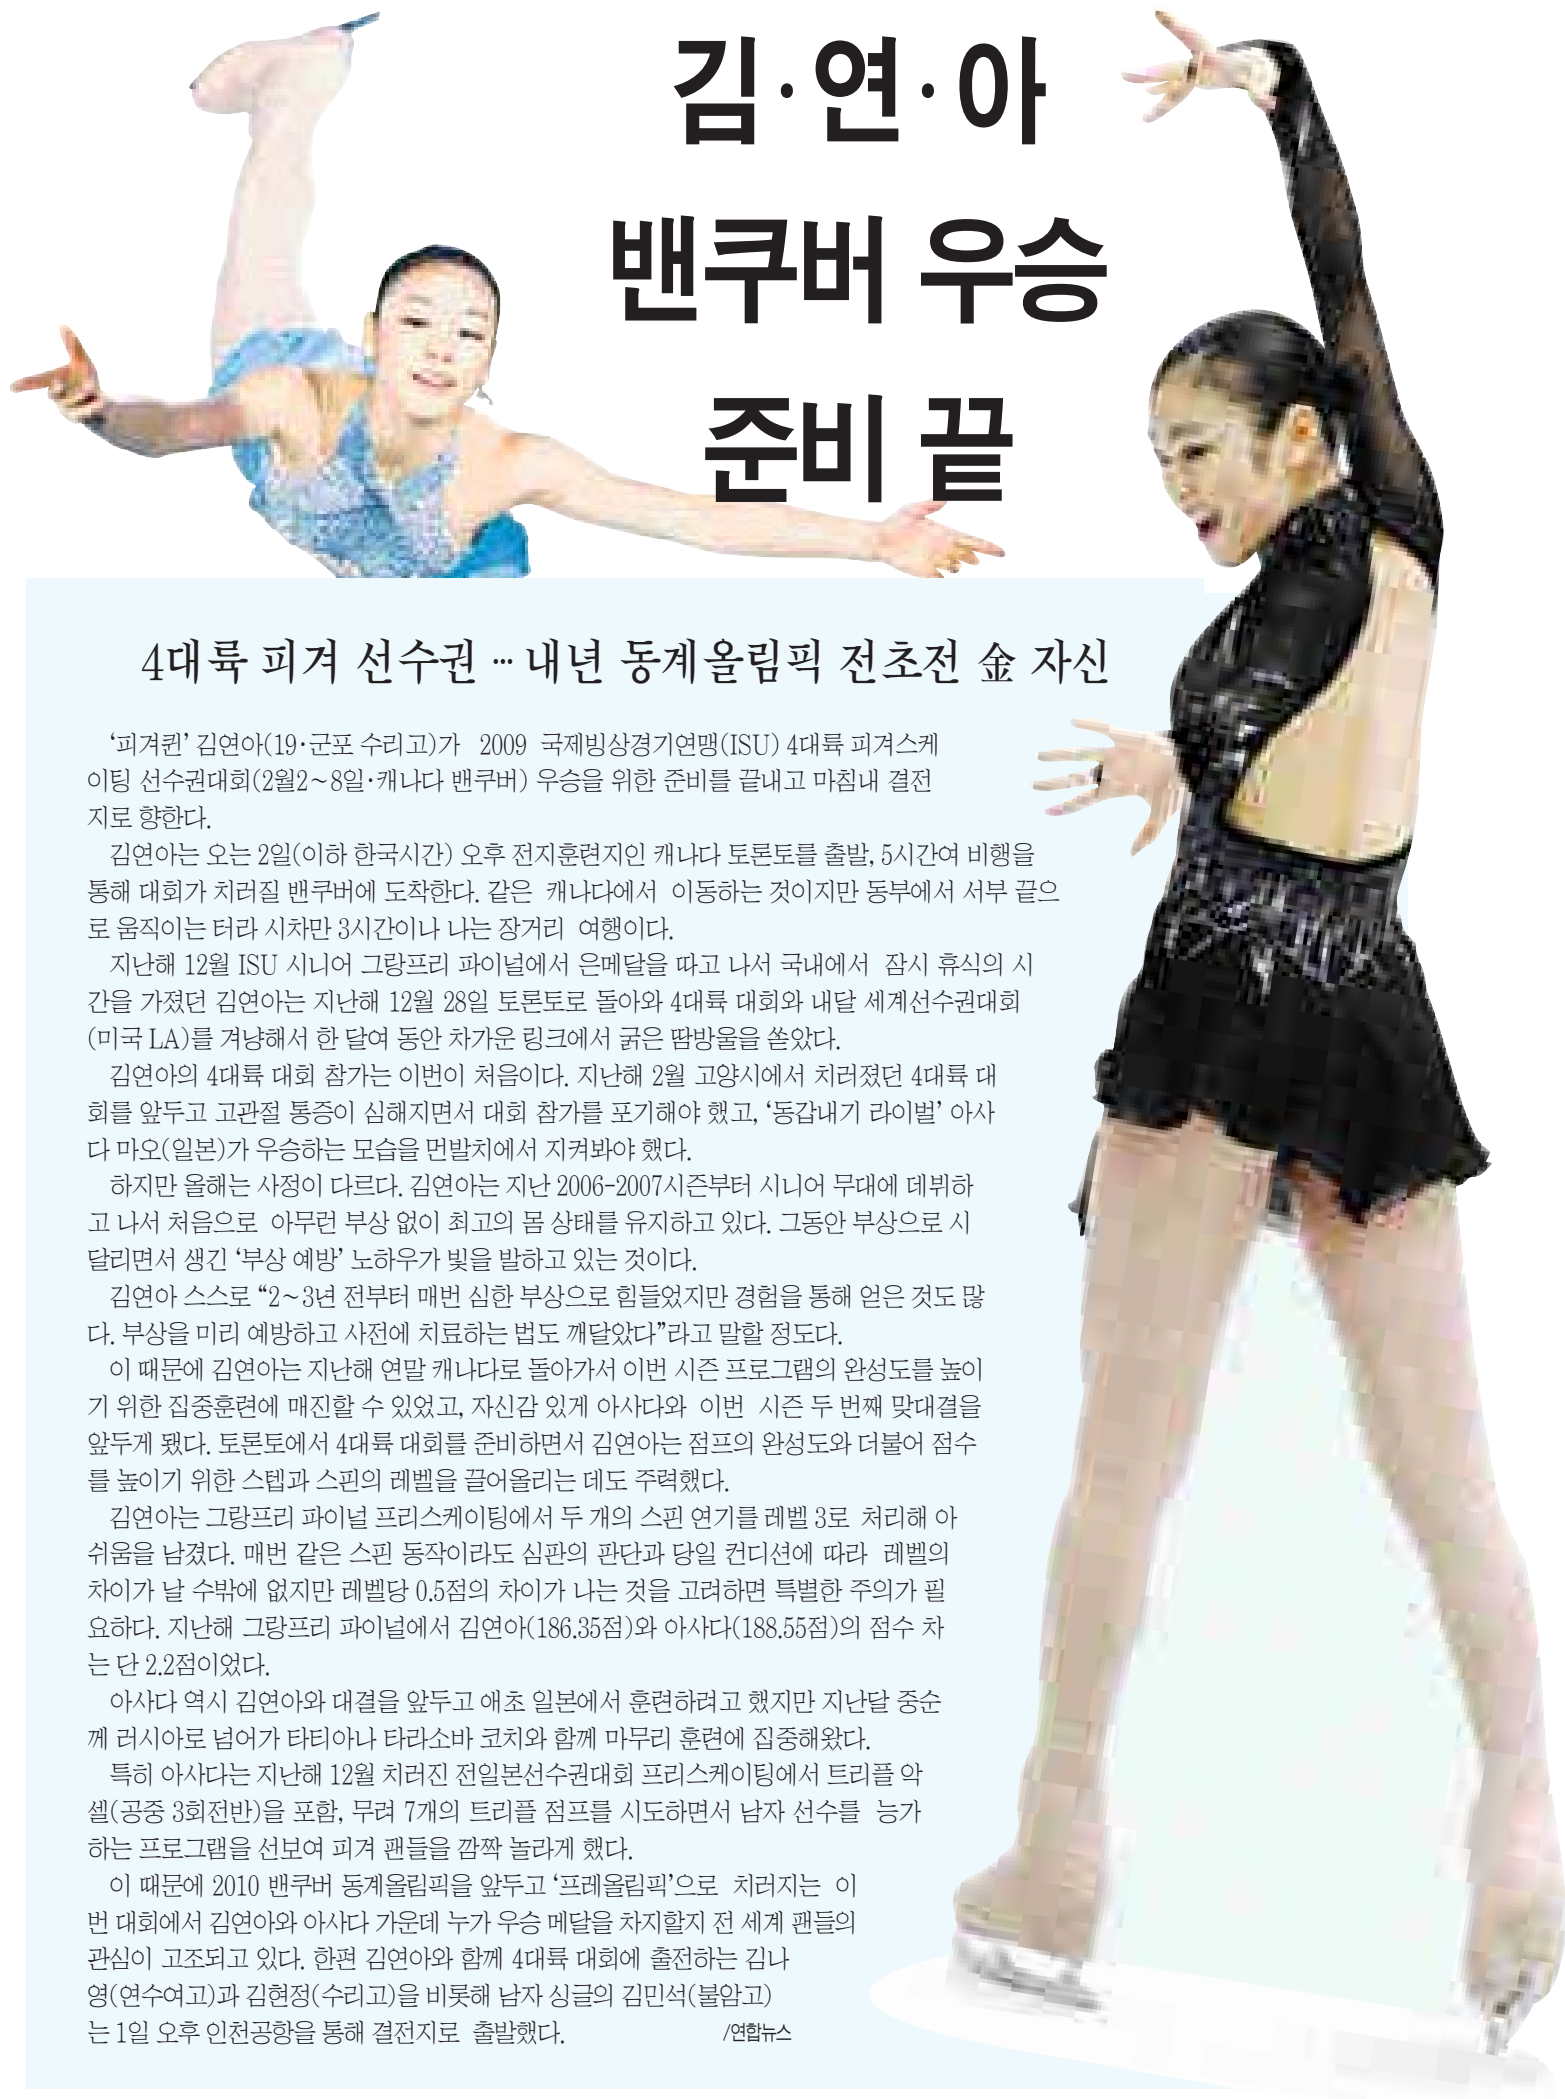 김·연·아
밴쿠버 우승
준비 끝
4대륙 피겨 선수권 … 내년 동계올림픽 전초전 金 자신
‘피겨퀸’ 김연아(19·군포 수리고)가 2009 국제빙상경기연맹(ISU) 4대륙 피겨스케
이팅 선수권대회(2월2~8일·캐나다 밴쿠버) 우승을 위한 준비를 끝내고 마침내 결전
지로 향한다.
김연아는 오는 2일(이하 한국시간) 오후 전지훈련지인 캐나다 토론토를 출발, 5시간여 비행을
통해 대회가 치러질 밴쿠버에 도착한다. 같은 캐나다에서 이동하는 것이지만 동부에서 서부 끝으
로 움직이는 터라 시차만 3시간이나 나는 장거리 여행이다.
지난해 12월 ISU 시니어 그랑프리 파이널에서 은메달을 따고 나서 국내에서 잠시 휴식의 시
간을 가졌던 김연아는 지난해 12월 28일 토론토로 돌아와 4대륙 대회와 내달 세계선수권대회
(미국 LA)를 겨냥해서 한 달여 동안 차가운 링크에서 굵은 땀방울을 쏟았다.
김연아의 4대륙 대회 참가는 이번이 처음이다. 지난해 2월 고양시에서 치러졌던 4대륙 대
회를 앞두고 고관절 통증이 심해지면서 대회 참가를 포기해야 했고, ‘동갑내기 라이벌’ 아사
다 마오(일본)가 우승하는 모습을 먼발치에서 지켜봐야 했다.
하지만 올해는 사정이 다르다. 김연아는 지난 2006-2007시즌부터 시니어 무대에 데뷔하
고 나서 처음으로 아무런 부상 없이 최고의 몸 상태를 유지하고 있다. 그동안 부상으로 시
달리면서 생긴 ‘부상 예방’ 노하우가 빛을 발하고 있는 것이다.
김연아 스스로 “2~3년 전부터 매번 심한 부상으로 힘들었지만 경험을 통해 얻은 것도 많
다. 부상을 미리 예방하고 사전에 치료하는 법도 깨달았다”라고 말할 정도다.
이 때문에 김연아는 지난해 연말 캐나다로 돌아가서 이번 시즌 프로그램의 완성도를 높이
기 위한 집중훈련에 매진할 수 있었고, 자신감 있게 아사다와 이번 시즌 두 번째 맞대결을
앞두게 됐다. 토론토에서 4대륙 대회를 준비하면서 김연아는 점프의 완성도와 더불어 점수
를 높이기 위한 스텝과 스핀의 레벨을 끌어올리는 데도 주력했다.
김연아는 그랑프리 파이널 프리스케이팅에서 두 개의 스핀 연기를 레벨 3로 처리해 아
쉬움을 남겼다. 매번 같은 스핀 동작이라도 심판의 판단과 당일 컨디션에 따라 레벨의
차이가 날 수밖에 없지만 레벨당 0.5점의 차이가 나는 것을 고려하면 특별한 주의가 필
요하다. 지난해 그랑프리 파이널에서 김연아(186.35점)와 아사다(188.55점)의 점수 차
는 단 2.2점이었다.
아사다 역시 김연아와 대결을 앞두고 애초 일본에서 훈련하려고 했지만 지난달 중순
께 러시아로 넘어가 타티아나 타라소바 코치와 함께 마무리 훈련에 집중해왔다.
특히 아사다는 지난해 12월 치러진 전일본선수권대회 프리스케이팅에서 트리플 악
셀(공중 3회전반)을 포함, 무려 7개의 트리플 점프를 시도하면서 남자 선수를 능가
하는 프로그램을 선보여 피겨 팬들을 깜짝 놀라게 했다.
이 때문에 2010 밴쿠버 동계올림픽을 앞두고 ‘프레올림픽’으로 치러지는 이
번 대회에서 김연아와 아사다 가운데 누가 우승 메달을 차지할지 전 세계 팬들의
관심이 고조되고 있다. 한편 김연아와 함께 4대륙 대회에 출전하는 김나
영(연수여고)과 김현정(수리고)을 비롯해 남자 싱글의 김민석(불암고)
는 1일 오후 인천공항을 통해 결전지로 출발했다. /연합뉴스